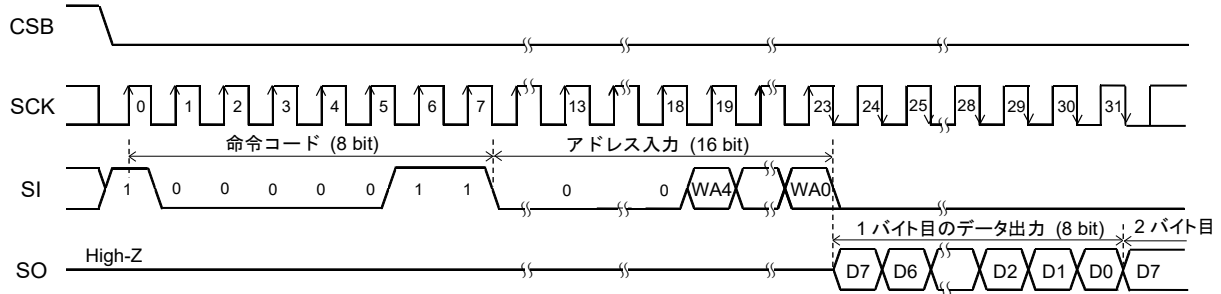 CSB
SCK 0 1 2 3 4 5 6 7 13 18 19 23 24 25 28 29 30 31
命令コード (8 bit) アドレス入力 (16 bit)
SI 1 0 0 0 0 0 1 1 0 0 WA4 WA0
1 バイト目のデータ出力 (8 bit) 2 バイト目
High-Z
SO D7 D6 D2 D1 D0 D7